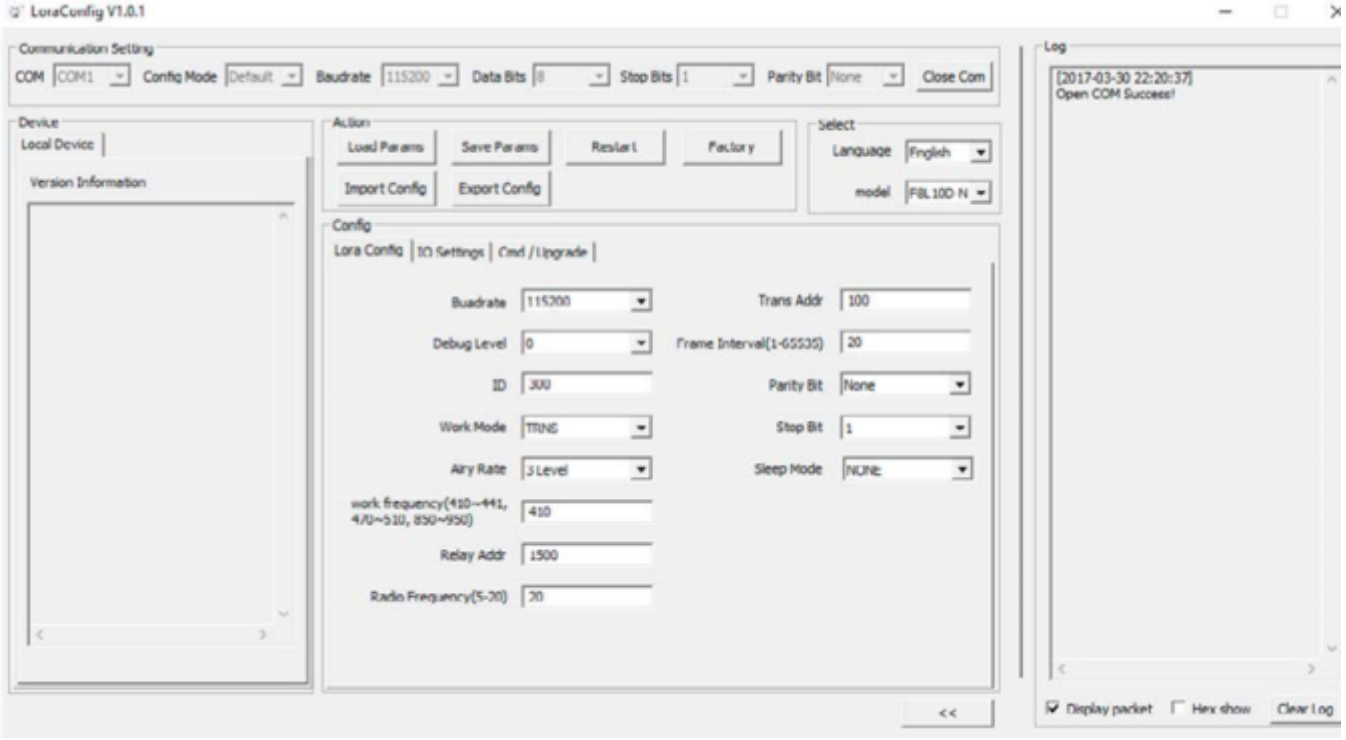 LoraConfig V1.0.1
Communication Setting
COM COM1 Config Mode Default Baudrate 115200 Data Bits 8 Stop Bits 1 Parity Bit None Close Com
Log
[2017-03-30 22:20:37]
Open COM Success!
Device
Local Device
Version Information
Action
Load Params Save Params Restart Factory
Import Config Export Config
Select
Language English
model F8L10D-N
Config
Lora Config IO Settings Cmd / Upgrade
Buadrate 115200 Trans Addr 100
Debug Level 0 Frame Interval(1-65535) 20
ID 300 Parity Bit None
Work Mode TRNS Stop Bit 1
Airy Rate 3 Level Sleep Mode NONE
work frequency(410~441,
470~510, 850~950) 410
Relay Addr 1500
Radio Frequency(5-20) 20
<<
Display packet Hex show Clear Log